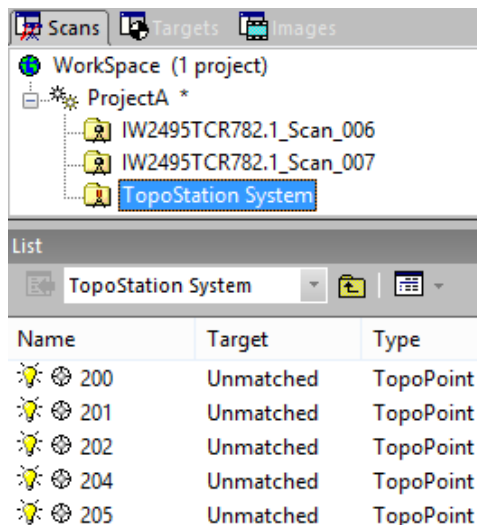 Scans Targets Images
WorkSpace (1 project)
ProjectA *
IW2495TCR782.1_Scan_006
IW2495TCR782.1_Scan_007
TopoStation System
List
TopoStation System
Name Target Type
200 Unmatched TopoPoint
201 Unmatched TopoPoint
202 Unmatched TopoPoint
204 Unmatched TopoPoint
205 Unmatched TopoPoint